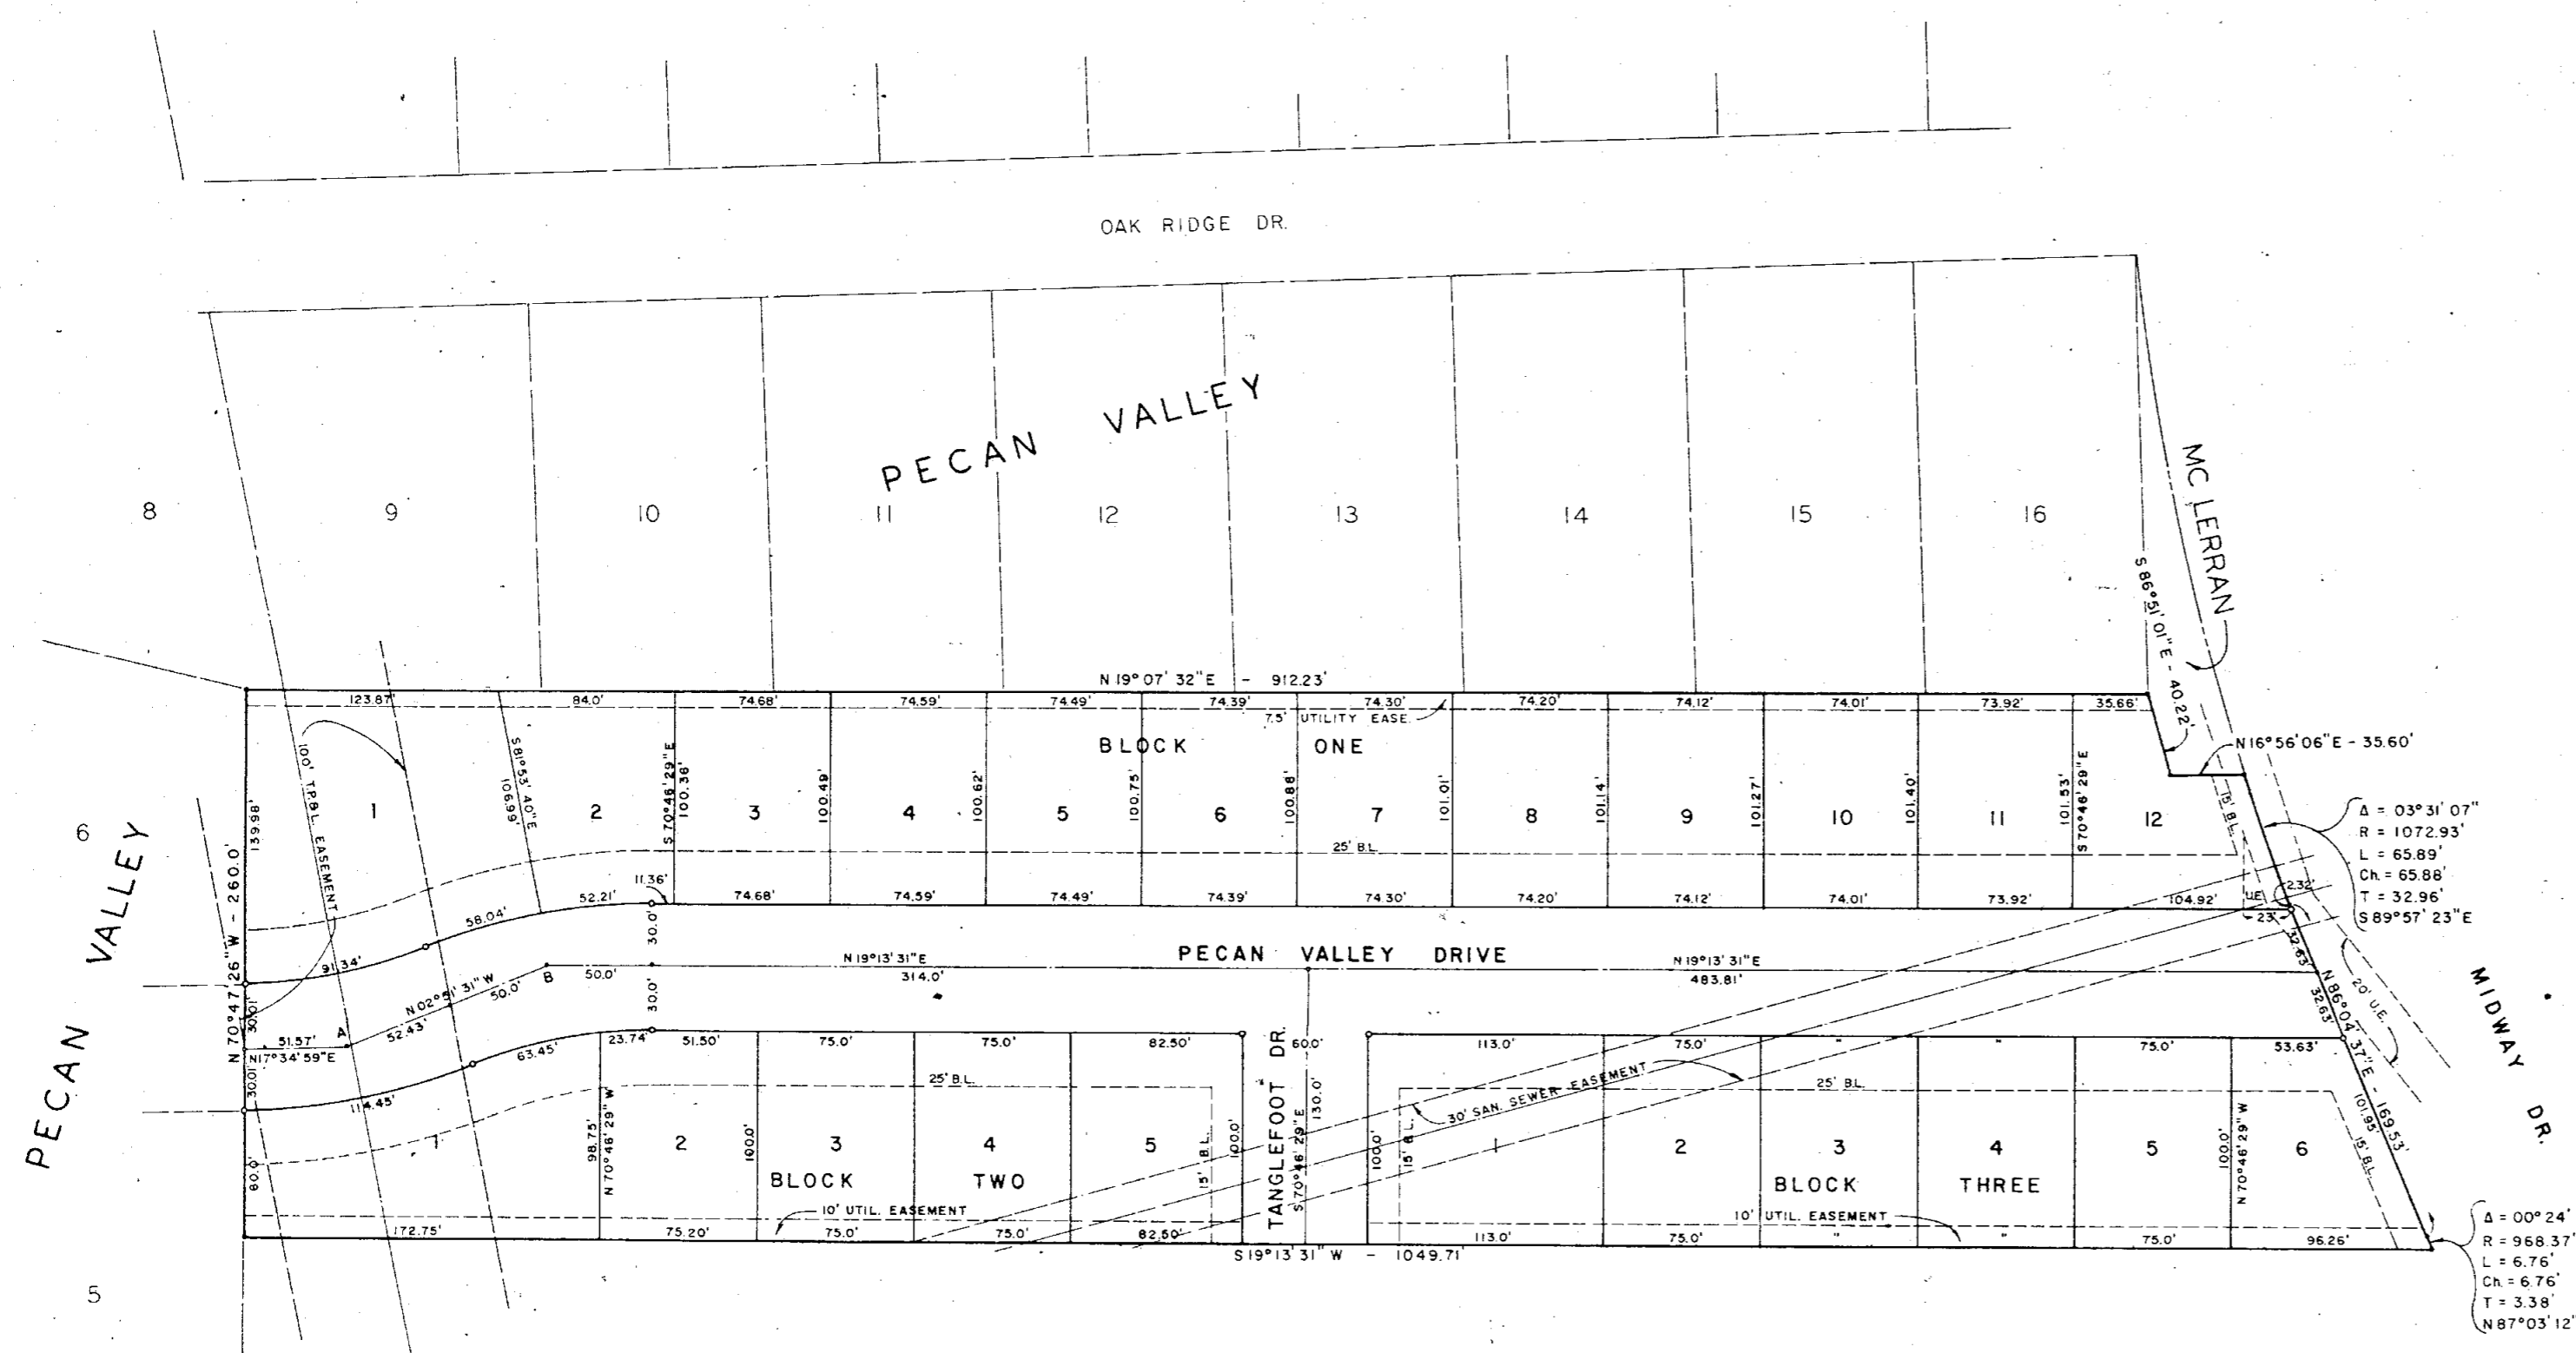 OAK RIDGE DR.
PECAN VALLEY
8
9
10
11
12
13
14
15
16
MC LERRAN
S 86°51'01"E - 40.22'
N 19°07'32"E - 912.23'
123.87'
84.0'
74.68'
74.59'
74.49'
74.39'
74.30'
74.20'
74.12'
74.01'
73.92'
35.66'
7.5' UTILITY EASE.
BLOCK ONE
N16°56'06"E - 35.60'
100' T.P.&L. EASEMENT
S 81°53'40"E
106.99'
S 70°46'29"E
100.36'
100.49'
100.62'
100.75'
100.88'
101.01'
101.14'
101.27'
101.40'
101.53'
S 70°46'29"E
15' B.L.
139.98'
6
1
2
3
4
5
6
7
8
9
10
11
12
25' B.L.
Δ = 03°31'07"
R = 1072.93'
L = 65.89'
Ch. = 65.88'
T = 32.96'
S 89°57'23"E
PECAN VALLEY
N 70°47'26"W - 260.0'
91.34'
58.04'
52.21'
11.36'
74.68'
74.59'
74.49'
74.39'
74.30'
74.20'
74.12'
74.01'
73.92'
104.92'
U.E.
23'
2.32'
30.0'
30.01'
PECAN VALLEY DRIVE
N 19°13'31"E
314.0'
N 19°13'31"E
483.81'
32.63'
32.63'
N 86°04'37"E - 169.53'
20' U.E.
MIDWAY DR.
A
B
N 02°51'31"W
50.0'
50.0'
52.43'
51.57'
N17°34'59"E
30.01'
30.0'
114.45'
63.45'
23.74'
51.50'
75.0'
75.0'
82.50'
60.0'
113.0'
75.0'
"
"
75.0'
53.63'
25' B.L.
30' SAN. SEWER EASEMENT
25' B.L.
TANGLEFOOT DR.
S 70°46'29"E
130.0'
80.0'
98.75'
N 70°46'29"W
100.0'
15' B.L.
100.0'
100.0'
15' B.L.
100.0'
N 70°46'29"W
101.95'
15' B.L.
1
2
3
4
5
1
2
3
4
5
6
BLOCK TWO
BLOCK THREE
10' UTIL. EASEMENT
10' UTIL. EASEMENT
172.75'
75.20'
75.0'
75.0'
82.50'
113.0'
75.0'
"
"
75.0'
96.26'
S19°13'31"W - 1049.71'
5
Δ = 00°24'
R = 968.37'
L = 6.76'
Ch. = 6.76'
T = 3.38'
N 87°03'12"